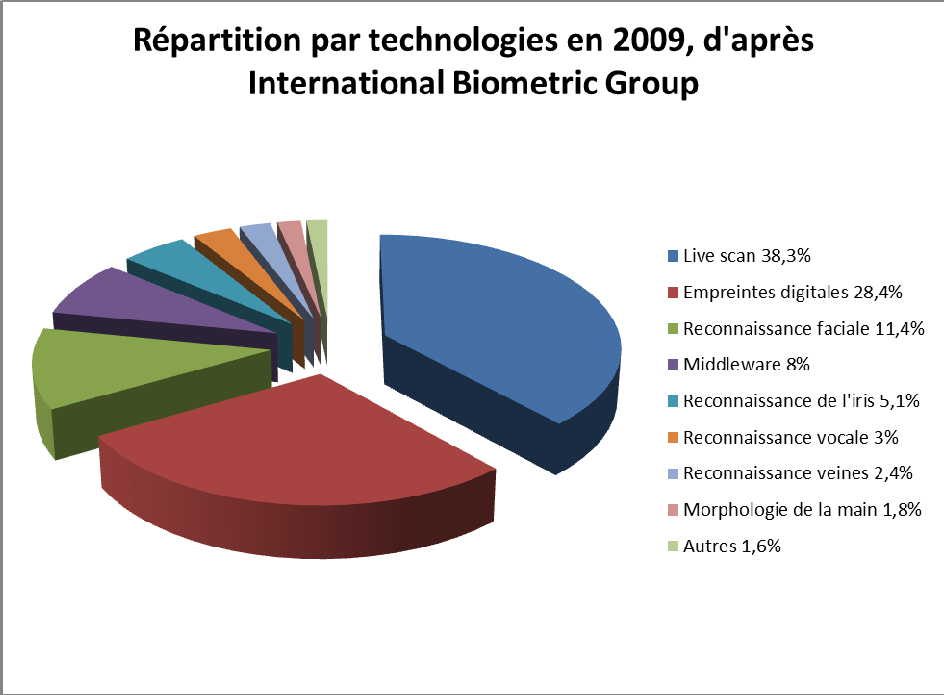 Répartition par technologies en 2009, d'après
International Biometric Group
Live scan 38,3%
Empreintes digitales 28,4%
Reconnaissance faciale 11,4%
Middleware 8%
Reconnaissance de l'iris 5,1%
Reconnaissance vocale 3%
Reconnaissance veines 2,4%
Morphologie de la main 1,8%
Autres 1,6%